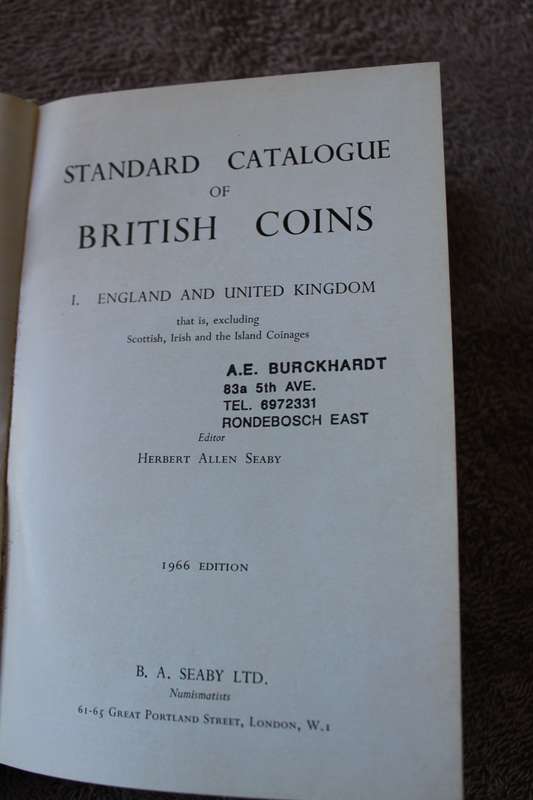 STANDARD CATALOGUE
OF
BRITISH COINS
I. ENGLAND AND UNITED KINGDOM
that is, excluding
Scottish, Irish and the Island Coinages
A.E. BURCKHARDT
83a 5th AVE.
TEL. 6972331
RONDEBOSCH EAST
Editor
HERBERT ALLEN SEABY
1966 EDITION
B. A. SEABY LTD.
Numismatists
61-65 GREAT PORTLAND STREET, LONDON, W.1